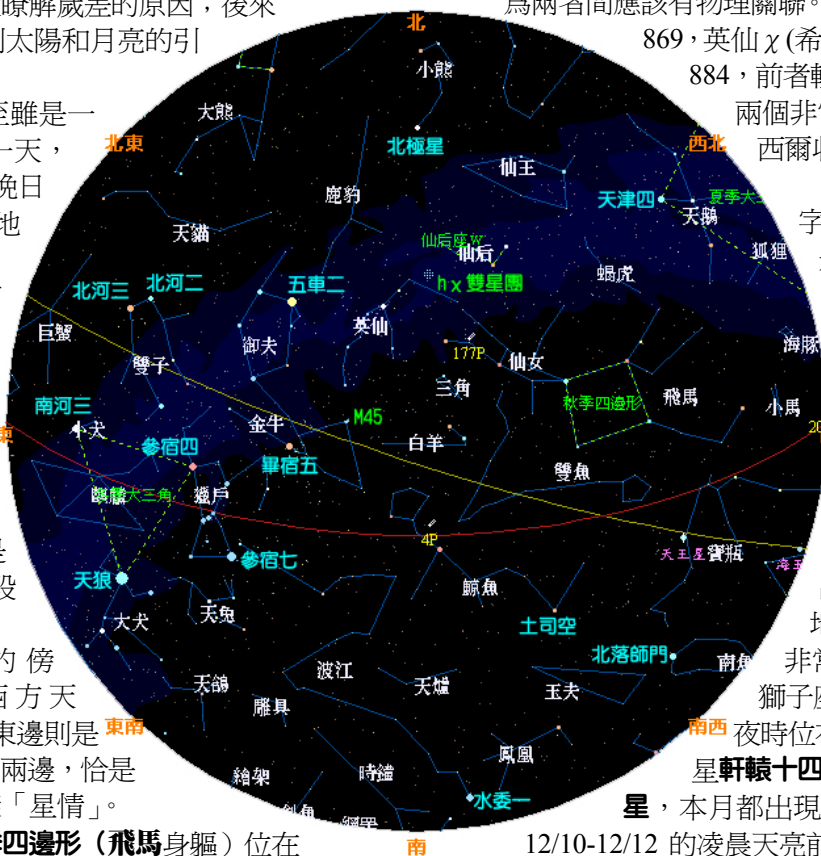 瞭解歲差的原因，後來
到太陽和月亮的引
至雖是一
一天，
晚日
地
是
設
的傍
西方天
東邊則是
兩邊，恰是
「星情」。
四邊形（飛馬身軀）位在
為兩者間應該有物理關聯。
869，英仙χ(希
884，前者
兩個非
西爾
字
非常
獅子座
夜時位
星軒轅十四
星，本月都出現
12/10-12/12 的凌晨天亮前
北
小熊
大熊
北東
北極星
西北
仙王
鹿豹
天津四
夏季大
天鵝
天貓
仙后座W
仙后
狐狸
hχ雙星團
蝎虎
北河三
北河二
五車二
巨蟹
英仙
御夫
177P
仙女
海豚
雙子
三角
秋季四邊形
飛馬
小馬
南河三
小犬
金牛
M45
東
20
參宿四
白羊
畢宿五
雙魚
大三角
獵戶
4P
天王星
寶瓶
參宿七
天狼
鯨魚
大犬
天兔
土司空
北落師門
南魚
波江
天鴿
天爐
玉夫
雕具
東南
南西
鳳凰
繪架
時鐘
水委一
南